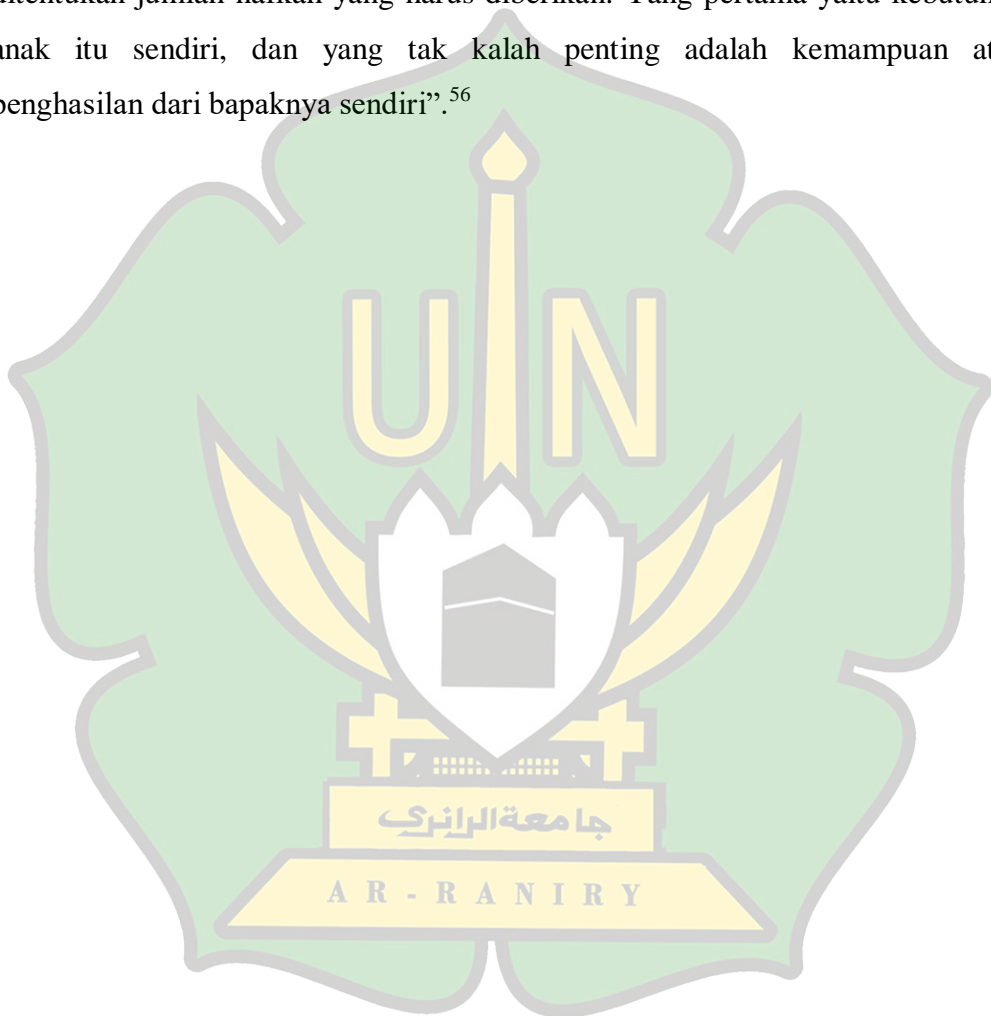 ditentukan jumlah nafkah yang harus diberikan. Yang pertama yaitu
anak itu sendiri, dan yang tak kalah penting adalah kemampuan
penghasilan dari bapaknya sendiri”.56
UIN
جامعةالرانري
AR-RANIRY